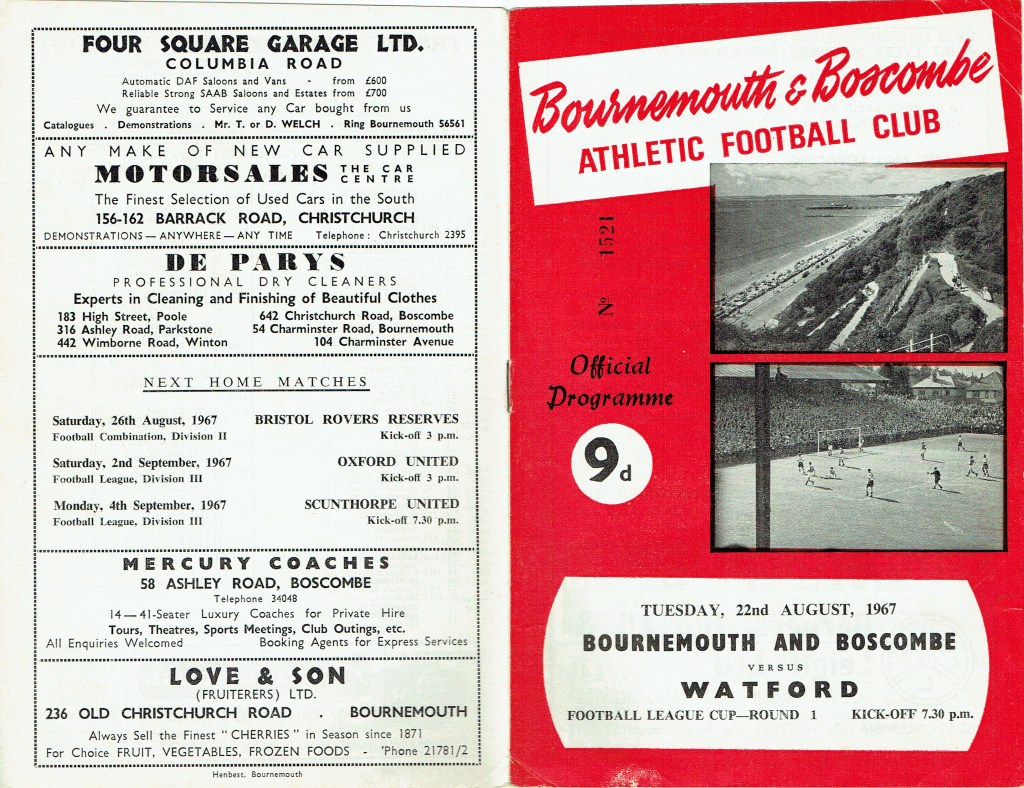 FOUR SQUARE GARAGE LTD.
COLUMBIA ROAD
Automatic DAF Saloons and Vans - from £600
Reliable Strong SAAB Saloons and Estates from £700
We guarantee to Service any Car bought from us
Catalogues . Demonstrations . Mr. T. or D. WELCH . Ring Bournemouth 56561
ANY MAKE OF NEW CAR SUPPLIED
MOTORSALES THE CAR CENTRE
The Finest Selection of Used Cars in the South
156-162 BARRACK ROAD, CHRISTCHURCH
DEMONSTRATIONS — ANYWHERE — ANY TIME Telephone : Christchurch 2395
DE PARYS
PROFESSIONAL DRY CLEANERS
Experts in Cleaning and Finishing of Beautiful Clothes
183 High Street, Poole 642 Christchurch Road, Boscombe
316 Ashley Road, Parkstone 54 Charminster Road, Bournemouth
442 Wimborne Road, Winton 104 Charminster Avenue
NEXT HOME MATCHES
Saturday, 26th August, 1967 BRISTOL ROVERS RESERVES
Football Combination, Division II Kick-off 3 p.m.
Saturday, 2nd September, 1967 OXFORD UNITED
Football League, Division III Kick-off 3 p.m.
Monday, 4th September, 1967 SCUNTHORPE UNITED
Football League, Division III Kick-off 7.30 p.m.
MERCURY COACHES
58 ASHLEY ROAD, BOSCOMBE
Telephone 34048
14 — 41-Seater Luxury Coaches for Private Hire
Tours, Theatres, Sports Meetings, Club Outings, etc.
All Enquiries Welcomed Booking Agents for Express Services
LOVE & SON
(FRUITERERS) LTD.
236 OLD CHRISTCHURCH ROAD . BOURNEMOUTH
Always Sell the Finest "CHERRIES" in Season since 1871
For Choice FRUIT, VEGETABLES, FROZEN FOODS - 'Phone 21781/2
Henbest, Bournemouth
Bournemouth & Boscombe
ATHLETIC FOOTBALL CLUB
No 1521
Official
Programme
9d
TUESDAY, 22nd AUGUST, 1967
BOURNEMOUTH AND BOSCOMBE
VERSUS
WATFORD
FOOTBALL LEAGUE CUP—ROUND 1 KICK-OFF 7.30 p.m.